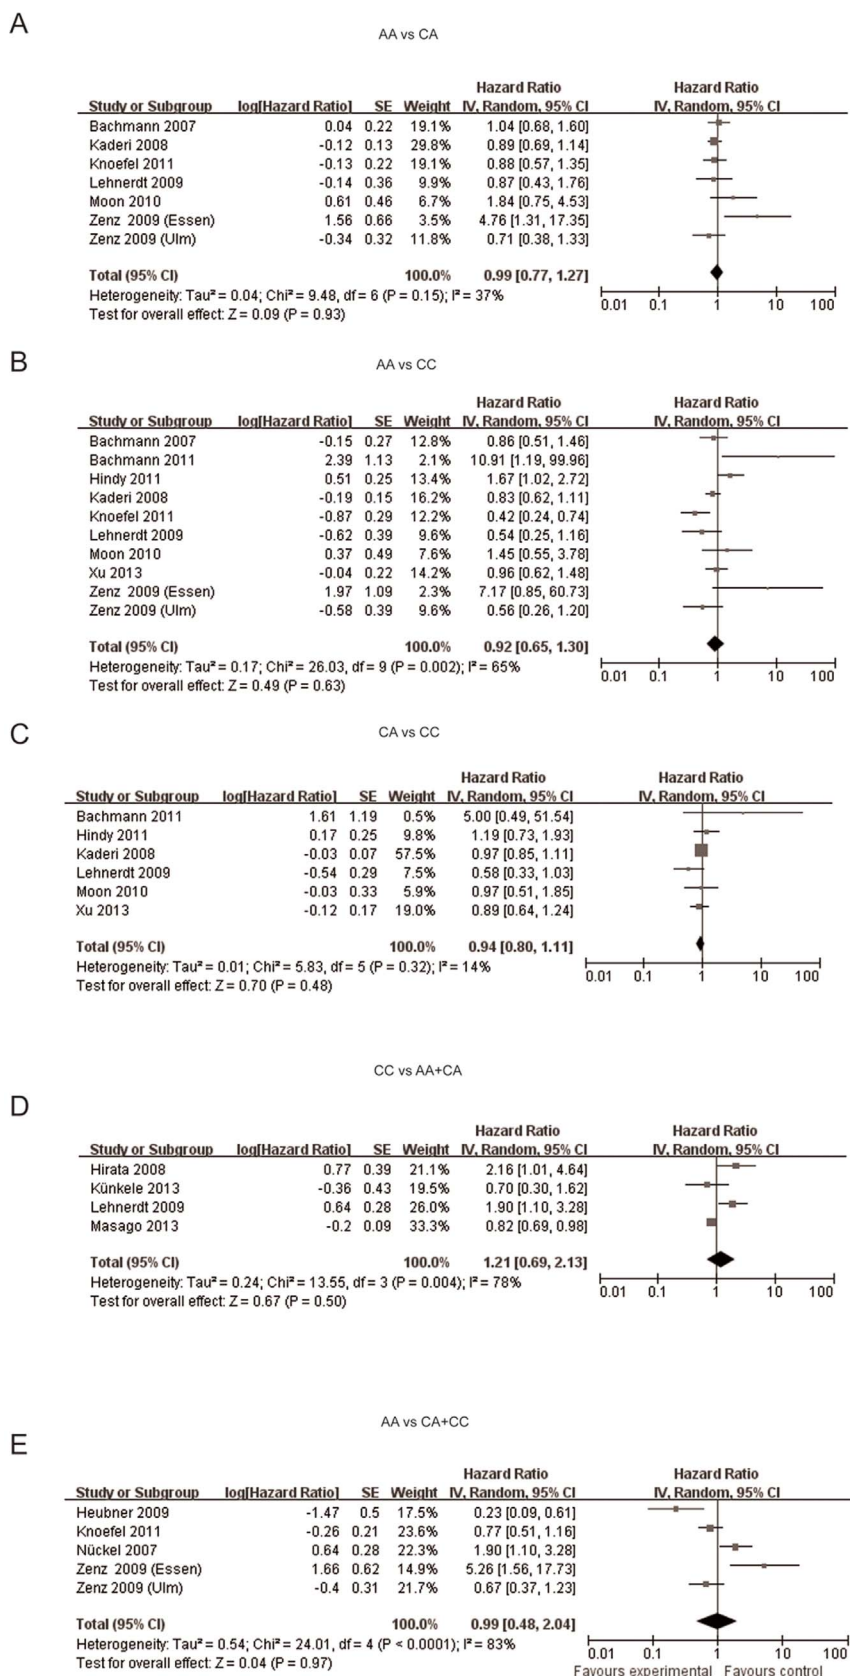 A
AA vs CA
Hazard Ratio Hazard Ratio
Study or Subgroup log[Hazard Ratio] SE Weight IV, Random, 95% CI IV, Random, 95% CI
Bachmann 2007 0.04 0.22 19.1% 1.04 [0.68, 1.60]
Kaderi 2008 -0.12 0.13 29.8% 0.89 [0.69, 1.14]
Knoefel 2011 -0.13 0.22 19.1% 0.88 [0.57, 1.35]
Lehnerdt 2009 -0.14 0.36 9.9% 0.87 [0.43, 1.76]
Moon 2010 0.61 0.46 6.7% 1.84 [0.75, 4.53]
Zenz 2009 (Essen) 1.56 0.66 3.5% 4.76 [1.31, 17.35]
Zenz 2009 (Ulm) -0.34 0.32 11.8% 0.71 [0.38, 1.33]
Total (95% CI) 100.0% 0.99 [0.77, 1.27]
Heterogeneity: Tau² = 0.04; Chi² = 9.48, df = 6 (P = 0.15); I² = 37%
0.01 0.1 1 10 100
Test for overall effect: Z = 0.09 (P = 0.93)
B
AA vs CC
Hazard Ratio Hazard Ratio
Study or Subgroup log[Hazard Ratio] SE Weight IV, Random, 95% CI IV, Random, 95% CI
Bachmann 2007 -0.15 0.27 12.8% 0.86 [0.51, 1.46]
Bachmann 2011 2.39 1.13 2.1% 10.91 [1.19, 99.96]
Hindy 2011 0.51 0.25 13.4% 1.67 [1.02, 2.72]
Kaderi 2008 -0.19 0.15 16.2% 0.83 [0.62, 1.11]
Knoefel 2011 -0.87 0.29 12.2% 0.42 [0.24, 0.74]
Lehnerdt 2009 -0.62 0.39 9.6% 0.54 [0.25, 1.16]
Moon 2010 0.37 0.49 7.6% 1.45 [0.55, 3.78]
Xu 2013 -0.04 0.22 14.2% 0.96 [0.62, 1.48]
Zenz 2009 (Essen) 1.97 1.09 2.3% 7.17 [0.85, 60.73]
Zenz 2009 (Ulm) -0.58 0.39 9.6% 0.56 [0.26, 1.20]
Total (95% CI) 100.0% 0.92 [0.65, 1.30]
Heterogeneity: Tau² = 0.17; Chi² = 26.03, df = 9 (P = 0.002); I² = 65%
0.01 0.1 1 10 100
Test for overall effect: Z = 0.49 (P = 0.63)
C
CA vs CC
Hazard Ratio Hazard Ratio
Study or Subgroup log[Hazard Ratio] SE Weight IV, Random, 95% CI IV, Random, 95% CI
Bachmann 2011 1.61 1.19 0.5% 5.00 [0.49, 51.54]
Hindy 2011 0.17 0.25 9.8% 1.19 [0.73, 1.93]
Kaderi 2008 -0.03 0.07 57.5% 0.97 [0.85, 1.11]
Lehnerdt 2009 -0.54 0.29 7.5% 0.58 [0.33, 1.03]
Moon 2010 -0.03 0.33 5.9% 0.97 [0.51, 1.85]
Xu 2013 -0.12 0.17 19.0% 0.89 [0.64, 1.24]
Total (95% CI) 100.0% 0.94 [0.80, 1.11]
Heterogeneity: Tau² = 0.01; Chi² = 5.83, df = 5 (P = 0.32); I² = 14%
0.01 0.1 1 10 100
Test for overall effect: Z = 0.70 (P = 0.48)
CC vs AA+CA
D
Hazard Ratio Hazard Ratio
Study or Subgroup log[Hazard Ratio] SE Weight IV, Random, 95% CI IV, Random, 95% CI
Hirata 2008 0.77 0.39 21.1% 2.16 [1.01, 4.64]
Künkele 2013 -0.36 0.43 19.5% 0.70 [0.30, 1.62]
Lehnerdt 2009 0.64 0.28 26.0% 1.90 [1.10, 3.28]
Masago 2013 -0.2 0.09 33.3% 0.82 [0.69, 0.98]
Total (95% CI) 100.0% 1.21 [0.69, 2.13]
Heterogeneity: Tau² = 0.24; Chi² = 13.55, df = 3 (P = 0.004); I² = 78%
0.01 0.1 1 10 100
Test for overall effect: Z = 0.67 (P = 0.50)
AA vs CA+CC
E
Hazard Ratio Hazard Ratio
Study or Subgroup log[Hazard Ratio] SE Weight IV, Random, 95% CI IV, Random, 95% CI
Heubner 2009 -1.47 0.5 17.5% 0.23 [0.09, 0.61]
Knoefel 2011 -0.26 0.21 23.6% 0.77 [0.51, 1.16]
Nückel 2007 0.64 0.28 22.3% 1.90 [1.10, 3.28]
Zenz 2009 (Essen) 1.66 0.62 14.9% 5.26 [1.56, 17.73]
Zenz 2009 (Ulm) -0.4 0.31 21.7% 0.67 [0.37, 1.23]
Total (95% CI) 100.0% 0.99 [0.48, 2.04]
Heterogeneity: Tau² = 0.54; Chi² = 24.01, df = 4 (P < 0.0001); I² = 83%
0.01 0.1 1 10 100
Test for overall effect: Z = 0.04 (P = 0.97)
Favours experimental Favours control